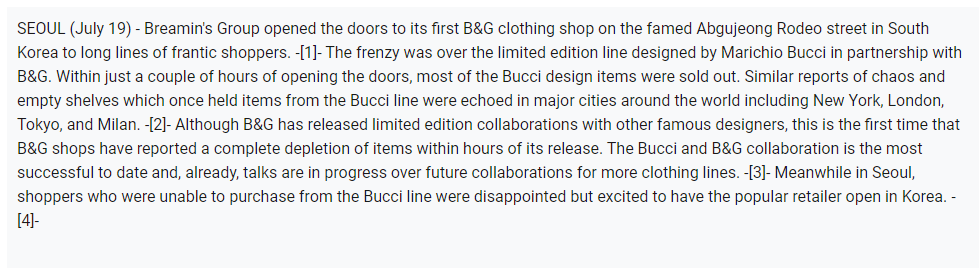 SEOUL (July 19) - Breamin's Group opened the doors to its first B&G clothing shop on the famed Abgujeong Rodeo street in South
Korea to long lines of frantic shoppers. -[1]- The frenzy was over the limited edition line designed by Marichio Bucci in partnership with
B&G. Within just a couple of hours of opening the doors, most of the Bucci design items were sold out. Similar reports of chaos and
empty shelves which once held items from the Bucci line were echoed in major cities around the world including New York, London,
Tokyo, and Milan. -[2]- Although B&G has released limited edition collaborations with other famous designers, this is the first time that
B&G shops have reported a complete depletion of items within hours of its release. The Bucci and B&G collaboration is the most
successful to date and, already, talks are in progress over future collaborations for more clothing lines. -[3]- Meanwhile in Seoul,
shoppers who were unable to purchase from the Bucci line were disappointed but excited to have the popular retailer open in Korea. -
[4]-